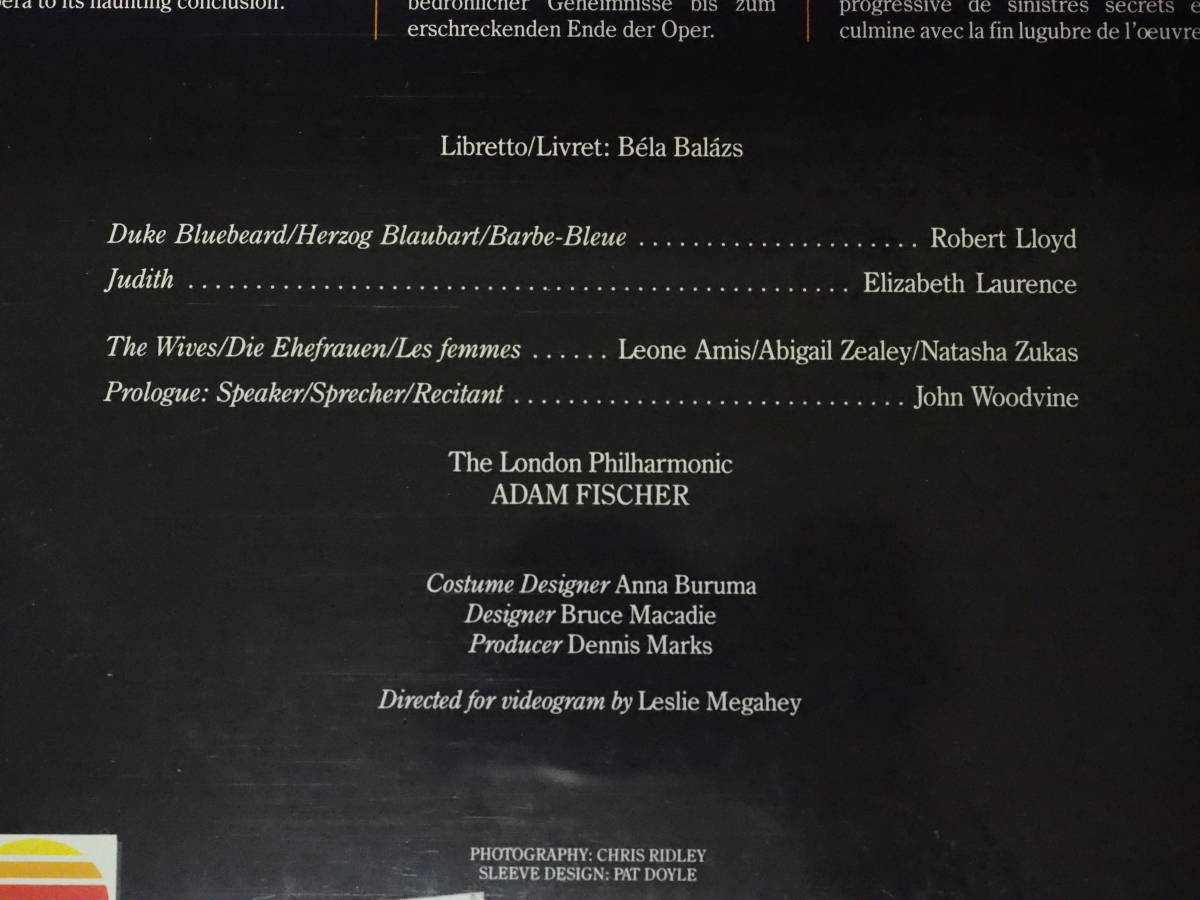 era to its haunting conclusion.
bedrohlicher Geheimnisse bis zum
erschreckenden Ende der Oper.
progressive de sinistres secrets e
culmine avec la fin lugubre de l'œuvre
Libretto/Livret: Béla Balázs
Duke Bluebeard/Herzog Blaubart/Barbe-Bleue ..................... Robert Lloyd
Judith .................................................. Elizabeth Laurence
The Wives/Die Ehefrauen/Les femmes ...... Leone Amis/Abigail Zealey/Natasha Zukas
Prologue: Speaker/Sprecher/Recitant .............................. John Woodvine
The London Philharmonic
ADAM FISCHER
Costume Designer Anna Buruma
Designer Bruce Macadie
Producer Dennis Marks
Directed for videogram by Leslie Megahey
PHOTOGRAPHY: CHRIS RIDLEY
SLEEVE DESIGN: PAT DOYLE